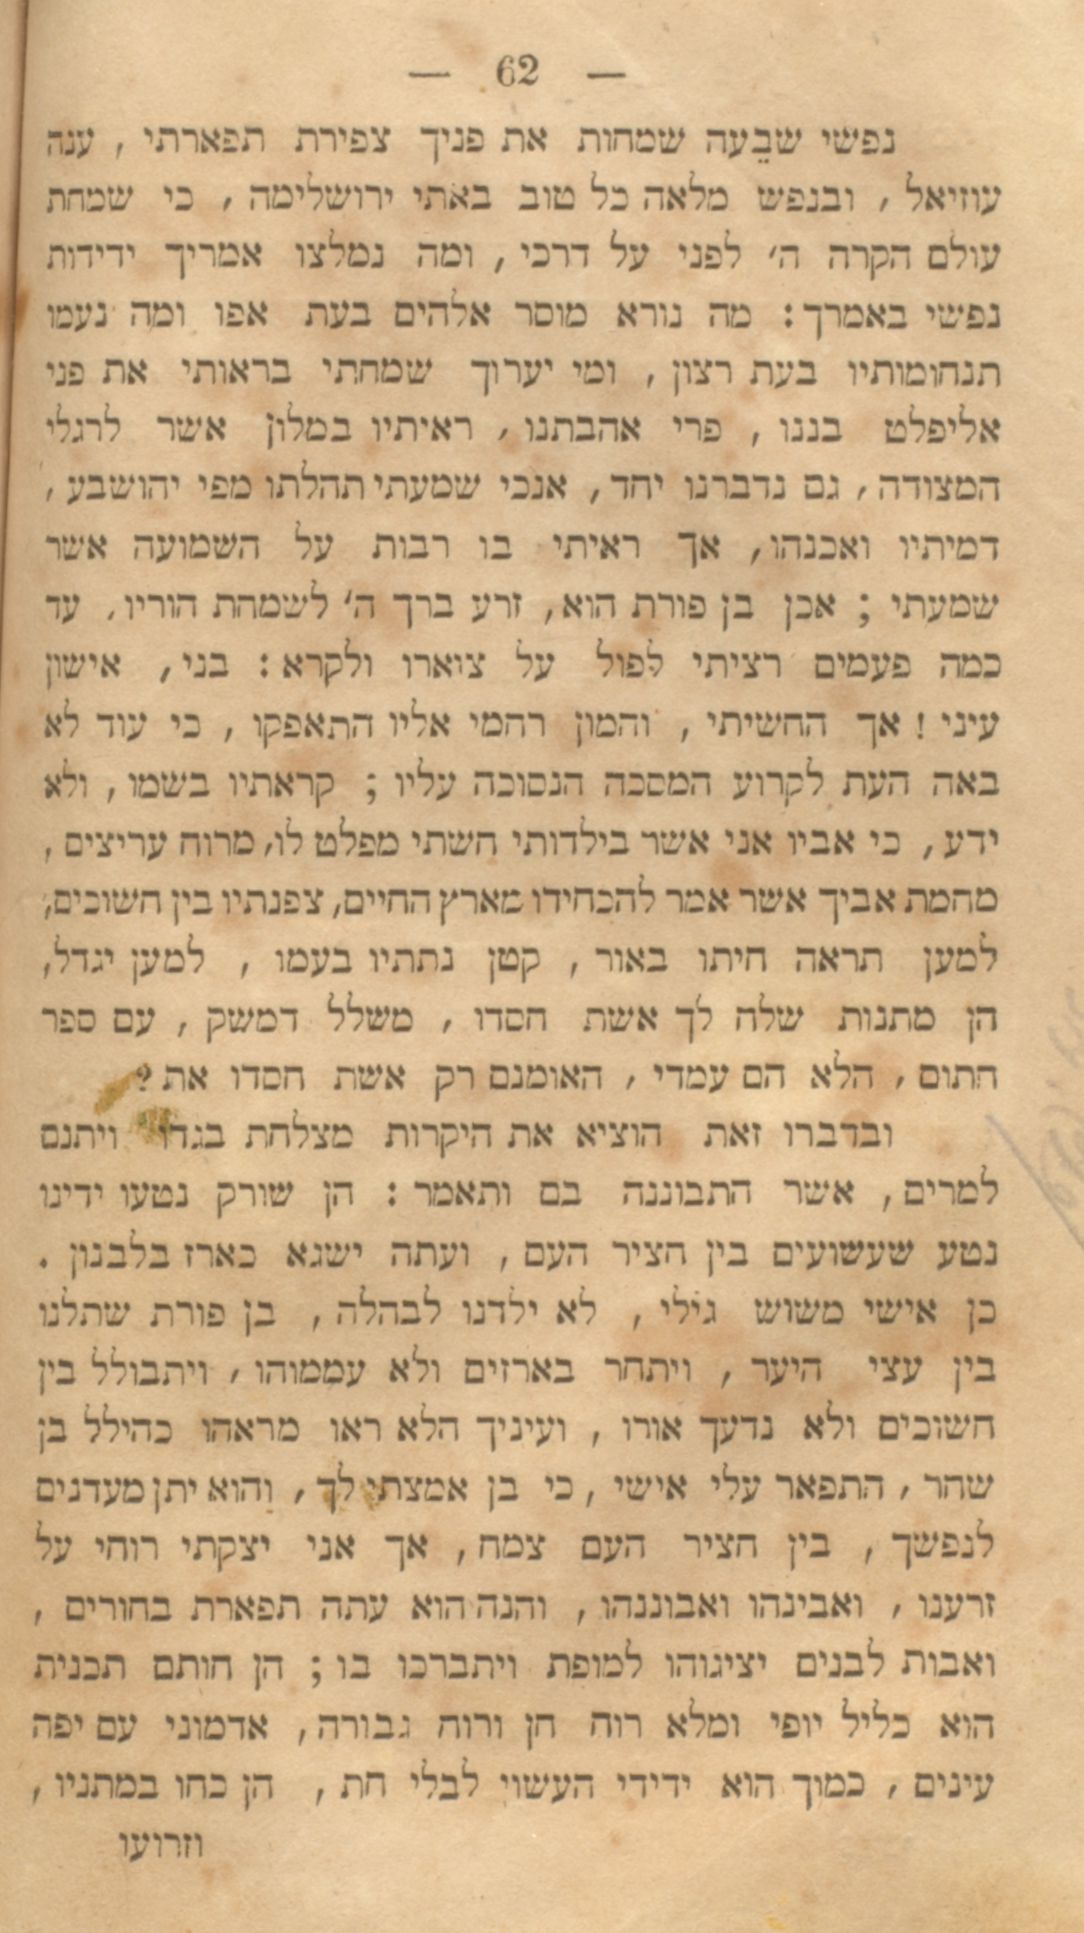 — 62 —
נפשי שבֵעה שמחות את פניך צפירת תפארתי , ענה
עוזיאל , ובנפש מלאה כל טוב באתי ירושלימה , כי שמחת
עולם הקרה ה׳ לפני על דרכי , ומה נמלצו אמריך ידידות
נפשי באמרך : מה נורא מוסר אלהים בעת אפו ומה נעמו
תנחומותיו בעת רצון , ומי יערוך שמחתי בראותי את פני
אליפלט בננו , פרי אהבתנו , ראיתיו במלון אשר לרגלי
המצודה , גם נדברנו יחד , אנכי שמעתי תהלתו מפי יהושבע ,
דמיתיו ואכנהו , אך ראיתי בו רבות על השמועה אשר
שמעתי ; אכן בן פורת הוא , זרע ברך ה׳ לשמחת הוריו , עד
כמה פעמים רציתי לפול על צוארו ולקרא : בני , אישון
עיני ! אך החשיתי , והמון רחמי אליו התאפקו , כי עוד לא
באה העת לקרוע המסכה הנסוכה עליו ; קראתיו בשמו , ולא
ידע , כי אביו אני אשר בילדותי חשתי מפלט לו , מרוח עריצים ,
מחמת אביך אשר אמר להכחידו מארץ החיים , צפנתיו בין חשוכים ,
למען תראה חיתו באור , קטן נתתיו בעמו , למען יגדל ,
הן מתנות שלח לך אשת חסדו , משלל דמשק , עם ספר
חתום , הלא הם עמדי , האומנם רק אשת חסדו את ?
ובדברו זאת הוציא את היקרות מצלחת בגדו ויתנם
למרים , אשר התבוננה בם ותאמר : הן שורק נטעו ידינו
נטע שעשועים בין חציר העם , ועתה ישגא כארז בלבנון .
כן אישי משוש גילי , לא ילדנו לבהלה , בן פורת שתלנו
בין עצי היער , ויתחר בארזים ולא עממוהו , ויתבולל בין
חשוכים ולא נדעך אורו , ועיניך הלא ראו מראהו כהילל בן
שחר , התפאר עלי אישי , כי בן אמצתי לך , והוא יתן מעדנים
לנפשך , בין חציר העם צמח , אך אני יצקתי רוחי על
זרענו , ואבינהו ואבוננהו , והנה הוא עתה תפארת בחורים ,
ואבות לבנים יציגוהו למופת ויתברכו בו ; הן חותם תכנית
הוא כליל יופי ומלא רוח חן ורוח גבורה , אדמוני עם יפה
עינים , כמוך הוא ידידי העשוי לבלי חת , הן כחו במתניו ,
וזרועו